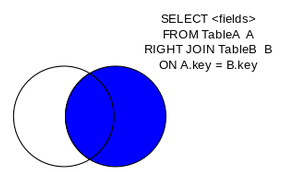 SELECT <fields>
FROM TableA A
RIGHT JOIN TableB B
ON A.key = B.key